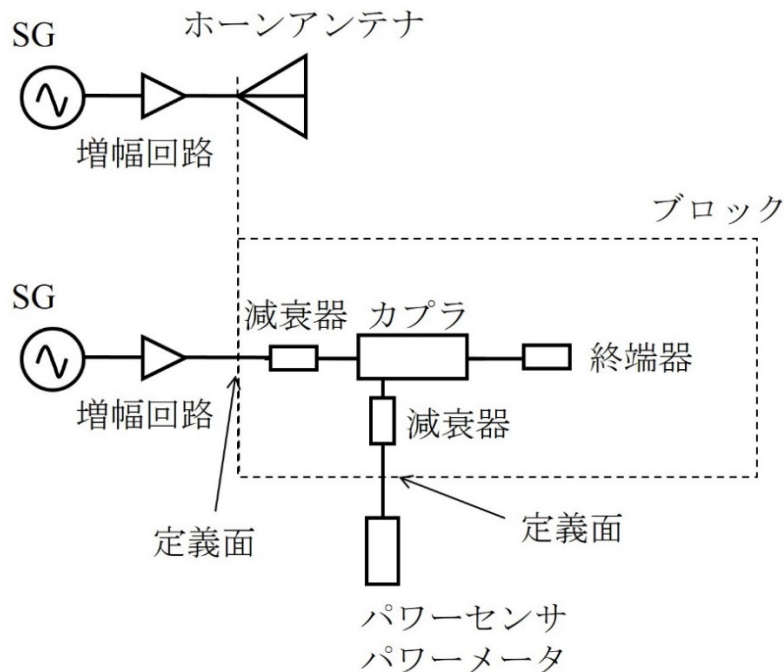 ホーンアンテナ
SG
増幅回路
ブロック
SG
減衰器
カプラ
終端器
増幅回路
減衰器
定義面
定義面
パワーセンサ
パワーメータ